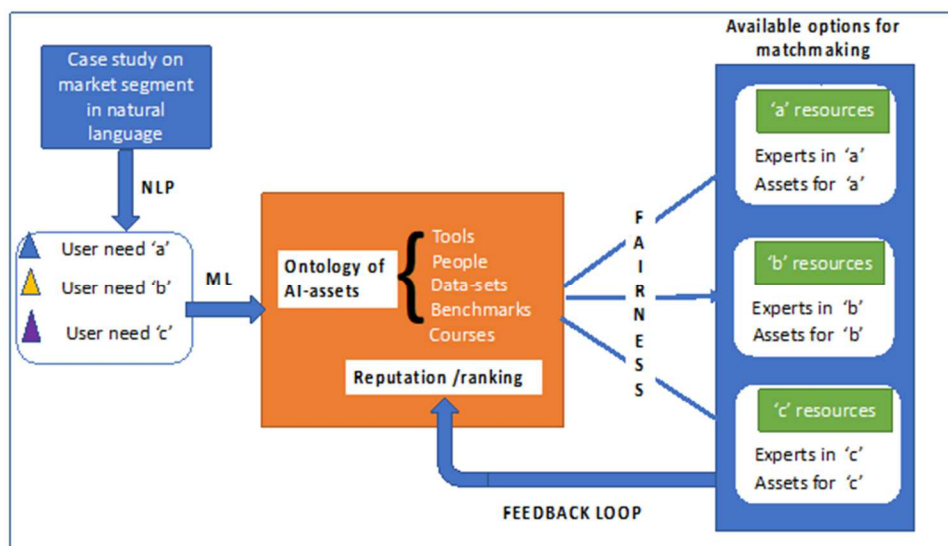 Case study on
market segment
in natural
language
NLP
User need ‘a’
User need ‘b’
User need ‘c’
ML
Ontology of
AI-assets
{
Tools
People
Data-sets
Benchmarks
Courses
Reputation /ranking
FAIRNESS
FEEDBACK LOOP
Available options for
matchmaking
‘a’ resources
Experts in ‘a’
Assets for ‘a’
‘b’ resources
Experts in ‘b’
Assets for ‘b’
‘c’ resources
Experts in ‘c’
Assets for ‘c’